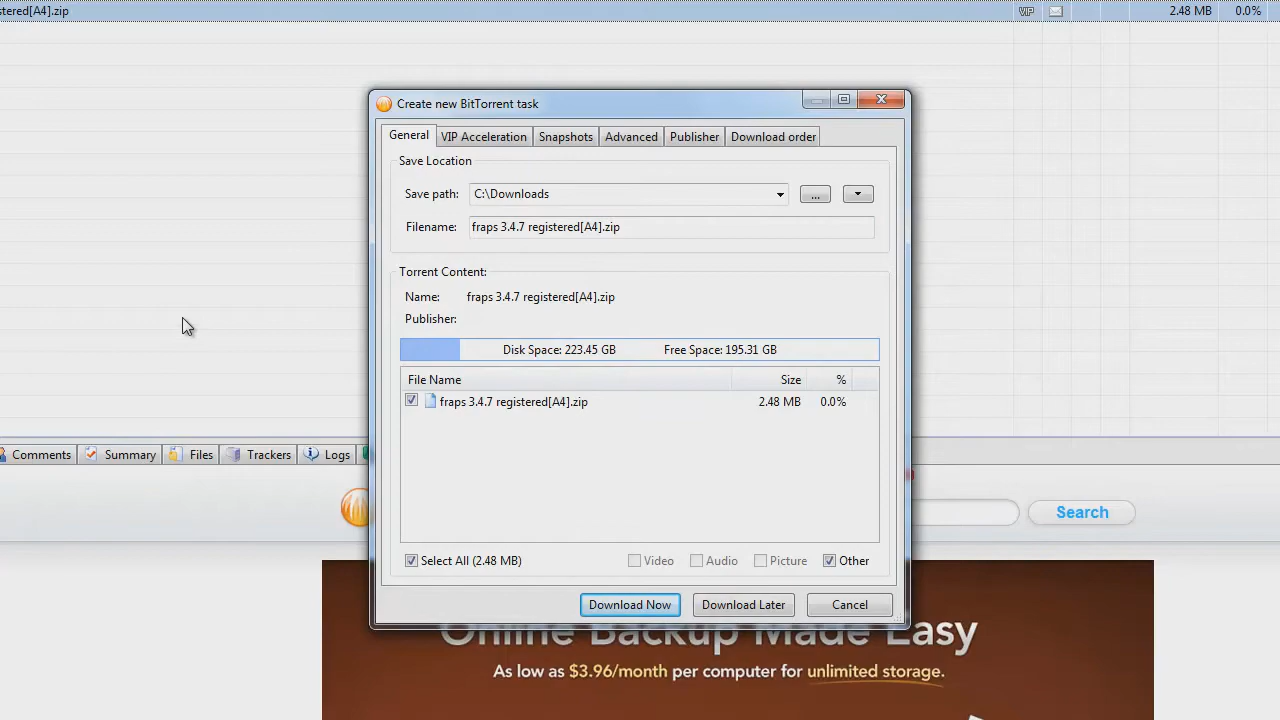 stered[A4].zip
VIP
2.48 MB
0.0%
Create new BitTorrent task
General
VIP Acceleration
Snapshots
Advanced
Publisher
Download order
Save Location
Save path:
C:\Downloads
...
Filename:
fraps 3.4.7 registered[A4].zip
Torrent Content:
Name:
fraps 3.4.7 registered[A4].zip
Publisher:
Disk Space: 223.45 GB
Free Space: 195.31 GB
File Name
Size
%
fraps 3.4.7 registered[A4].zip
2.48 MB
0.0%
Comments
Summary
Files
Trackers
Logs
Search
Select All (2.48 MB)
Video
Audio
Picture
Other
Download Now
Download Later
Cancel
Online Backup Made Easy
As low as $3.96/month per computer for unlimited storage.